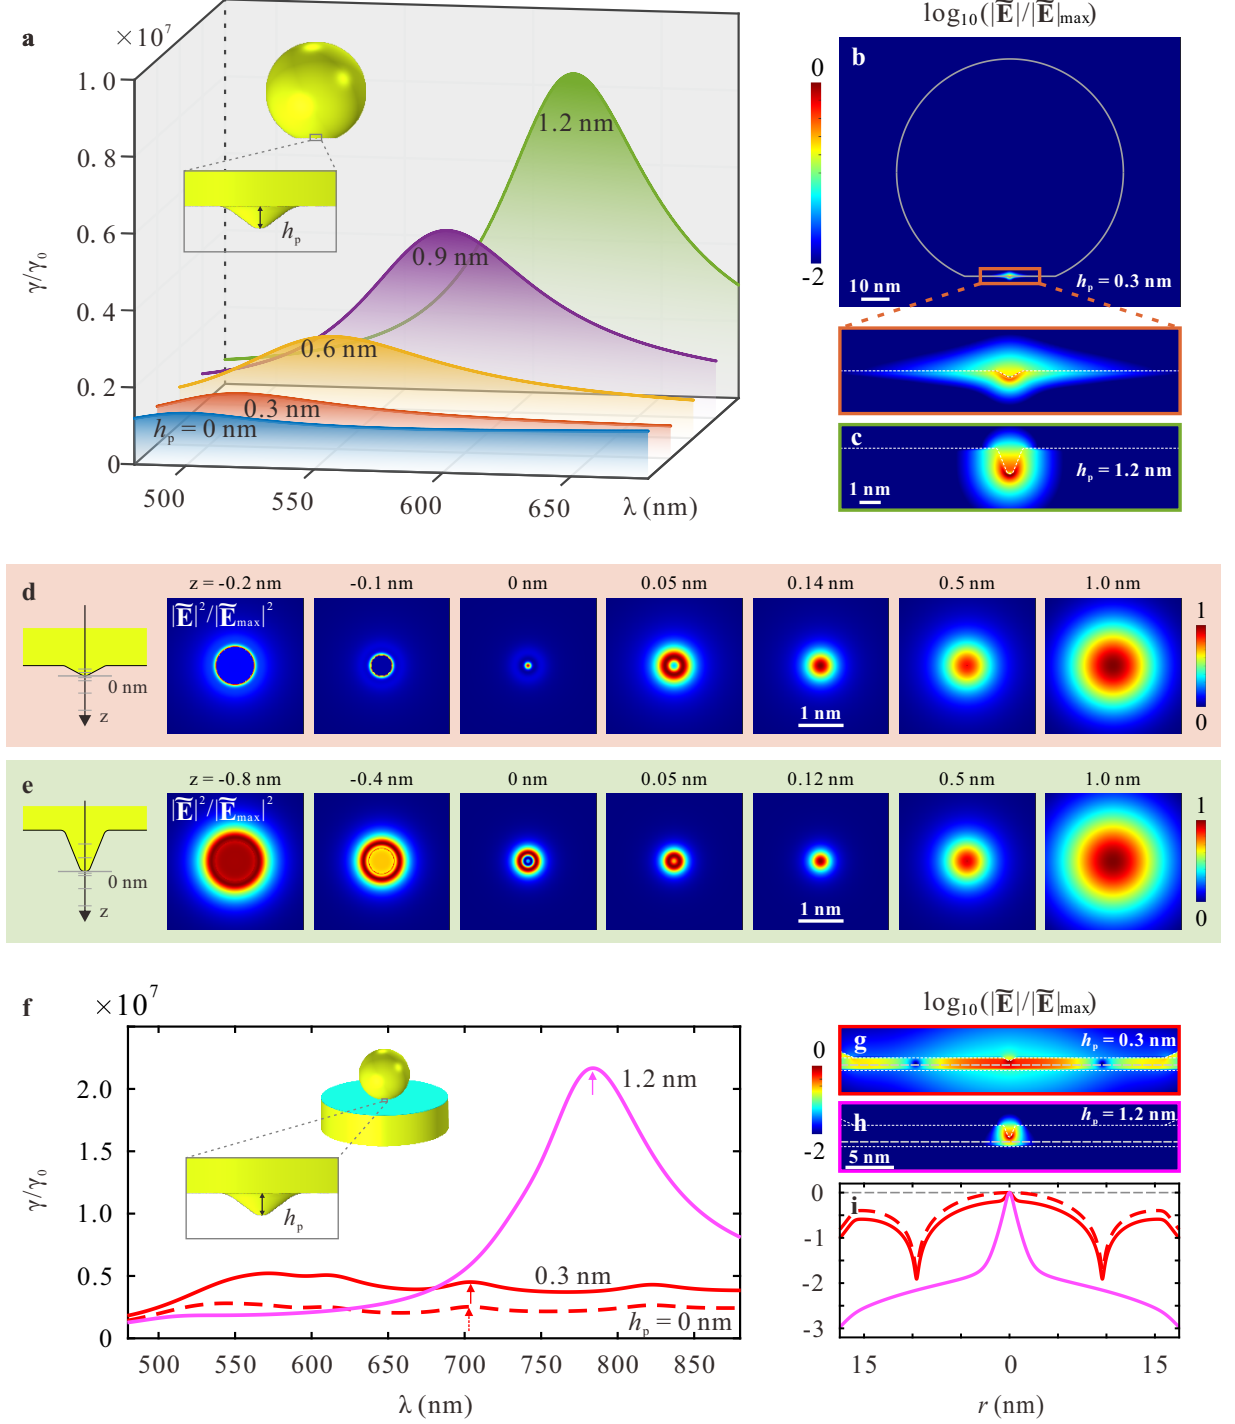 a
×10⁷
1.0
0.8
0.6
0.4
0.2
0
γ/γ₀
hₚ
1.2 nm
0.9 nm
0.6 nm
0.3 nm
hₚ = 0 nm
500
550
600
650
λ (nm)
log₁₀(|Ẽ|/|Ẽ|max)
0
-2
b
10 nm
hₚ = 0.3 nm
c
hₚ = 1.2 nm
1 nm
d
z = -0.2 nm -0.1 nm 0 nm 0.05 nm 0.14 nm 0.5 nm 1.0 nm
|Ẽ|²/|Ẽmax|²
0 nm
z
1 nm
1
0
e
z = -0.8 nm -0.4 nm 0 nm 0.05 nm 0.12 nm 0.5 nm 1.0 nm
|Ẽ|²/|Ẽmax|²
0 nm
z
1 nm
1
0
f
×10⁷
2.0
1.5
1.0
0.5
0
γ/γ₀
hₚ
1.2 nm
0.3 nm
hₚ = 0 nm
500 550 600 650 700 750 800 850
λ (nm)
log₁₀(|Ẽ|/|Ẽ|max)
0
-2
g
hₚ = 0.3 nm
h
hₚ = 1.2 nm
5 nm
i
0
-1
-2
-3
15 0 15
r (nm)